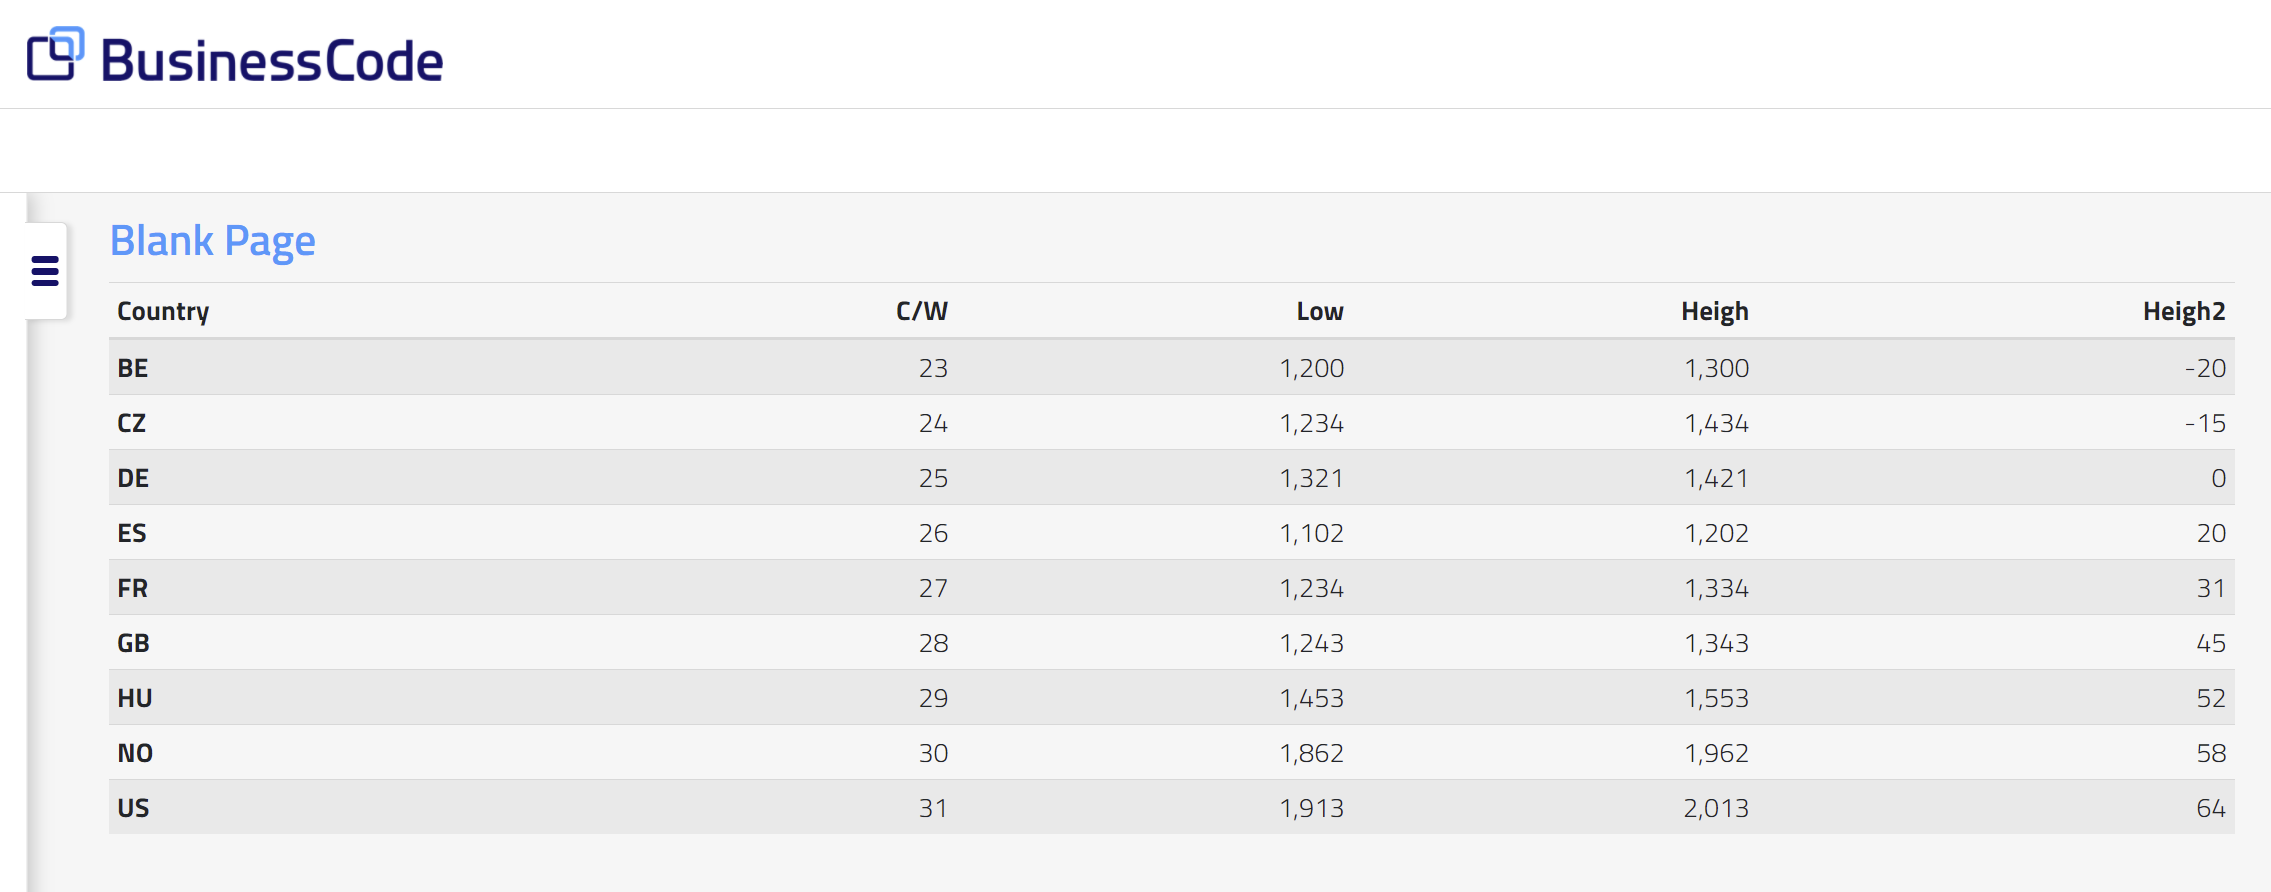 BusinessCode
Blank Page
Country C/W Low Heigh Heigh2
BE 23 1,200 1,300 -20
CZ 24 1,234 1,434 -15
DE 25 1,321 1,421 0
ES 26 1,102 1,202 20
FR 27 1,234 1,334 31
GB 28 1,243 1,343 45
HU 29 1,453 1,553 52
NO 30 1,862 1,962 58
US 31 1,913 2,013 64